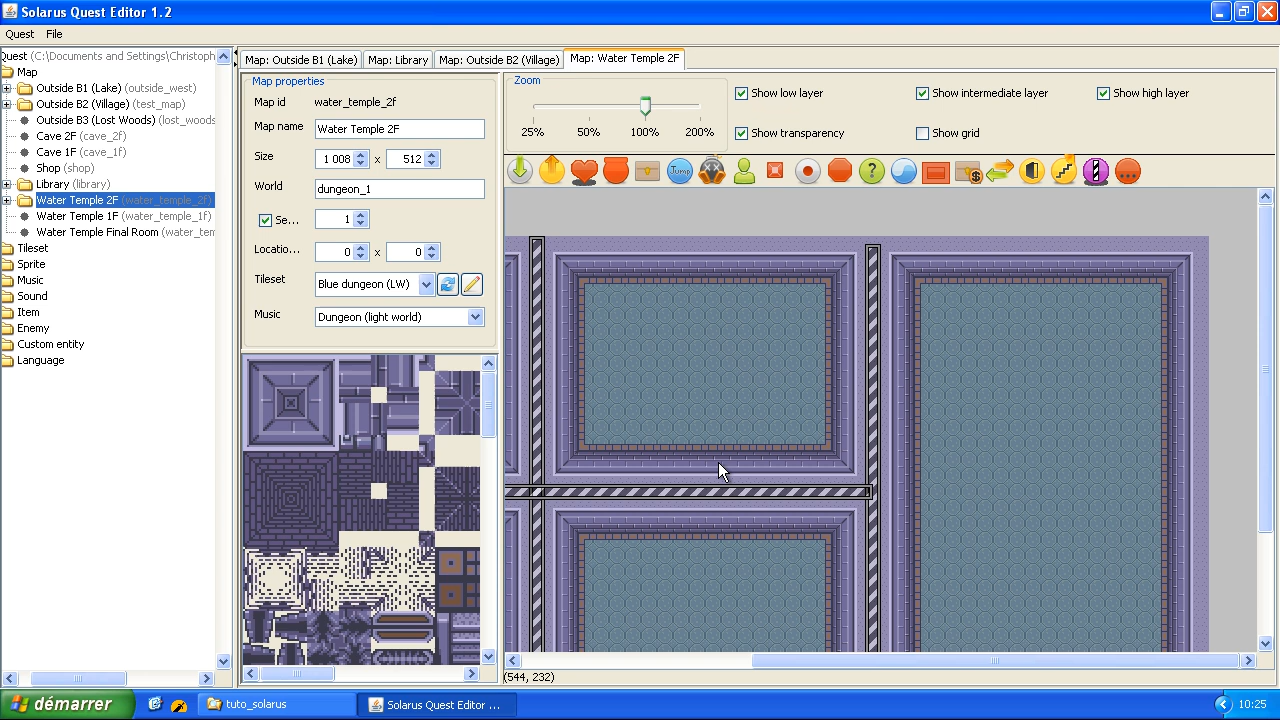 Solarus Quest Editor 1.2
Quest File
Quest (C:\Documents and Settings\Christoph
Map
Outside B1 (Lake) (outside_west)
Outside B2 (Village) (test_map)
Outside B3 (Lost Woods) (lost_woods
Cave 2F (cave_2f)
Cave 1F (cave_1f)
Shop (shop)
Library (library)
Water Temple 2F (water_temple_2f)
Water Temple 1F (water_temple_1f)
Water Temple Final Room (water_tem
Tileset
Sprite
Music
Sound
Item
Enemy
Custom entity
Language
Map: Outside B1 (Lake) Map: Library Map: Outside B2 (Village) Map: Water Temple 2F
Map properties
Map id water_temple_2f
Map name Water Temple 2F
Size 1 008 x 512
World dungeon_1
Se... 1
Locatio... 0 x 0
Tileset Blue dungeon (LW)
Music Dungeon (light world)
Zoom
25% 50% 100% 200%
Show low layer Show intermediate layer Show high layer
Show transparency Show grid
Jump ? $
(544, 232)
démarrer tuto_solarus Solarus Quest Editor ... 10:25